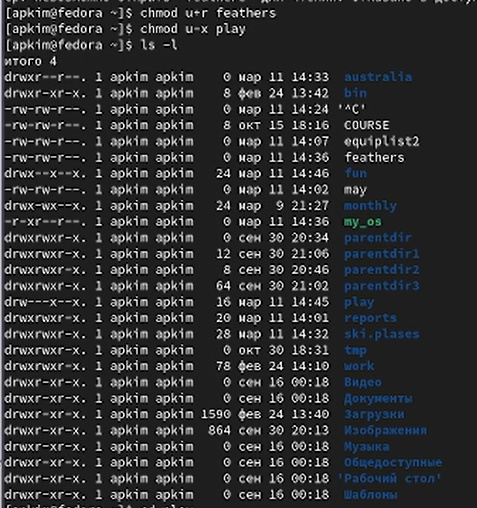 [apkim@fedora ~]$ chmod u+r feathers
[apkim@fedora ~]$ chmod u-x play
[apkim@fedora ~]$ ls -l
итого 4
drwxr--r--. 1 apkim apkim 0 мар 11 14:33 australia
drwxr-xr-x. 1 apkim apkim 8 фев 24 13:42 bin
-rw-rw-r--. 1 apkim apkim 0 мар 11 14:24 '^C'
-rw-rw-r--. 1 apkim apkim 8 окт 15 18:16 COURSE
-rw-rw-r--. 1 apkim apkim 0 мар 11 14:07 equiplist2
-rw-rw-r--. 1 apkim apkim 0 мар 11 14:36 feathers
drwx--x--x. 1 apkim apkim 24 мар 11 14:46 fun
-rw-rw-r--. 1 apkim apkim 0 мар 11 14:02 may
drwx-wx--x. 1 apkim apkim 24 мар 9 21:27 monthly
-r-xr--r--. 1 apkim apkim 0 мар 11 14:36 my_os
drwxrwxr-x. 1 apkim apkim 0 сен 30 20:34 parentdir
drwxrwxr-x. 1 apkim apkim 12 сен 30 21:06 parentdir1
drwxrwxr-x. 1 apkim apkim 8 сен 30 20:46 parentdir2
drwxrwxr-x. 1 apkim apkim 64 сен 30 21:02 parentdir3
drw---x--x. 1 apkim apkim 16 мар 11 14:45 play
drwxrwxr-x. 1 apkim apkim 20 мар 11 14:01 reports
drwxrwxr-x. 1 apkim apkim 28 мар 11 14:32 ski.plases
drwxrwxr-x. 1 apkim apkim 0 окт 30 18:31 tmp
drwxrwxr-x. 1 apkim apkim 78 фев 24 14:10 work
drwxr-xr-x. 1 apkim apkim 0 сен 16 00:18 Видео
drwxr-xr-x. 1 apkim apkim 0 сен 16 00:18 Документы
drwxr-xr-x. 1 apkim apkim 1590 фев 24 13:40 Загрузки
drwxr-xr-x. 1 apkim apkim 864 сен 30 20:13 Изображения
drwxr-xr-x. 1 apkim apkim 0 сен 16 00:18 Музыка
drwxr-xr-x. 1 apkim apkim 0 сен 16 00:18 Общедоступные
drwxr-xr-x. 1 apkim apkim 0 сен 16 00:18 'Рабочий стол'
drwxr-xr-x. 1 apkim apkim 0 сен 16 00:18 Шаблоны